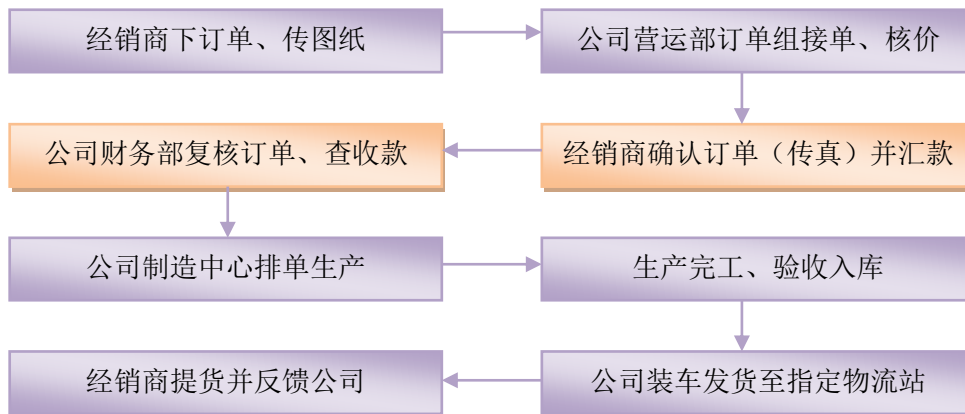 经销商下订单、传图纸
公司营运部订单组接单、核价
经销商确认订单（传真）并汇款
公司财务部复核订单、查收款
公司制造中心排单生产
生产完工、验收入库
公司装车发货至指定物流站
经销商提货并反馈公司